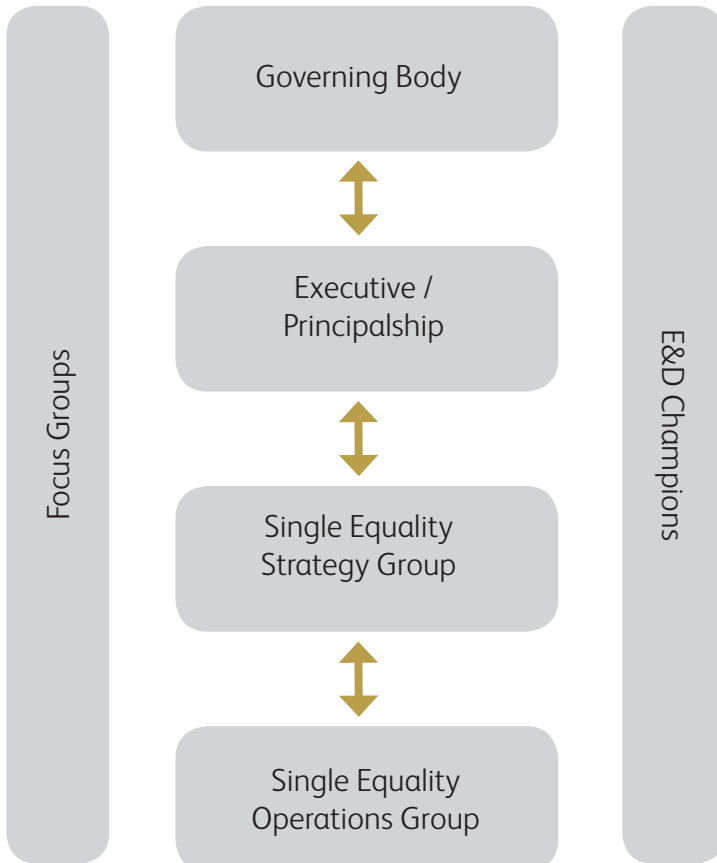 Governing Body
Executive /
Principalship
Focus Groups
E&D Champions
Single Equality
Strategy Group
Single Equality
Operations Group